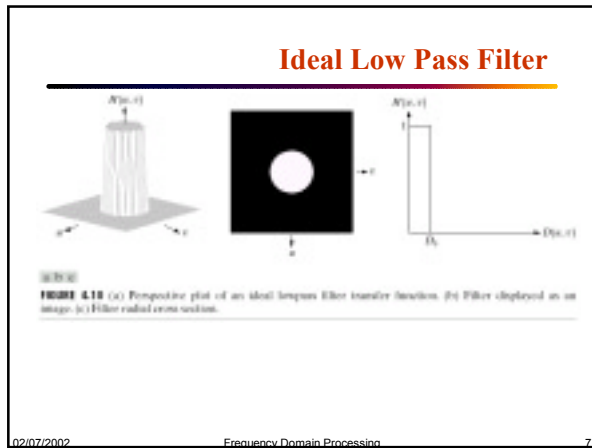 Ideal Low Pass Filter
H(u, v)
H(u, v)
1
v
u
v
u
D₀
D(u, v)
a b c
FIGURE 4.10 (a) Perspective plot of an ideal lowpass filter transfer function. (b) Filter displayed as an
image. (c) Filter radial cross section.
02/07/2002
Frequency Domain Processing
7